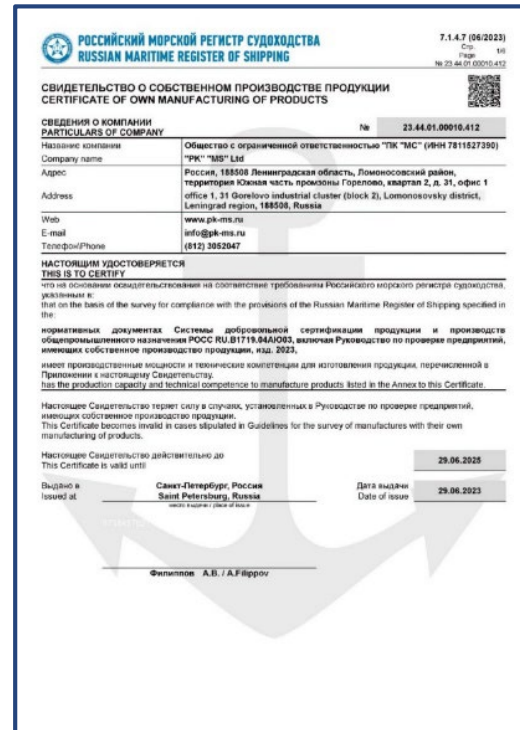 РОССИЙСКИЙ МОРСКОЙ РЕГИСТР СУДОХОДСТВА
RUSSIAN MARITIME REGISTER OF SHIPPING
7.1.4.7 (06/2023)
Стр.
Page
1/6
№ 23.44.01.00010.412
СВИДЕТЕЛЬСТВО О СОБСТВЕННОМ ПРОИЗВОДСТВЕ ПРОДУКЦИИ
CERTIFICATE OF OWN MANUFACTURING OF PRODUCTS
СВЕДЕНИЯ О КОМПАНИИ
PARTICULARS OF COMPANY
№ 23.44.01.00010.412
Название компании Общество с ограниченной ответственностью "ПК "МС" (ИНН 7811527390)
Company name "PK" "MS" Ltd
Адрес Россия, 188508 Ленинградская область, Ломоносовский район,
территория Южная часть промзоны Горелово, квартал 2, д. 31, офис 1
Address office 1, 31 Gorelovo industrial cluster (block 2), Lomonosovsky district,
Leningrad region, 188508, Russia
Web www.pk-ms.ru
E-mail info@pk-ms.ru
Телефон\Phone (812) 3052047
НАСТОЯЩИМ УДОСТОВЕРЯЕТСЯ
THIS IS TO CERTIFY
что на основании освидетельствования на соответствие требованиям Российского морского регистра судоходства,
указанным в:
that on the basis of the survey for compliance with the provisions of the Russian Maritime Register of Shipping specified in
the:
нормативных документах Системы добровольной сертификации продукции и производств
общепромышленного назначения РОСС RU.В1719.04АЮ03, включая Руководство по проверке предприятий,
имеющих собственное производство продукции, изд. 2023,
имеет производственные мощности и технические компетенции для изготовления продукции, перечисленной в
Приложении к настоящему Свидетельству.
has the production capacity and technical competence to manufacture products listed in the Annex to this Certificate.
Настоящее Свидетельство теряет силу в случаях, установленных в Руководстве по проверке предприятий,
имеющих собственное производство продукции.
This Certificate becomes invalid in cases stipulated in Guidelines for the survey of manufactures with their own
manufacturing of products.
Настоящее Свидетельство действительно до
This Certificate is valid until
29.06.2025
Выдано в Санкт-Петербург, Россия
Issued at Saint Petersburg, Russia
место выдачи / place of issue
Дата выдачи
Date of issue
29.06.2023
Филиппов А.В. / A.Filippov